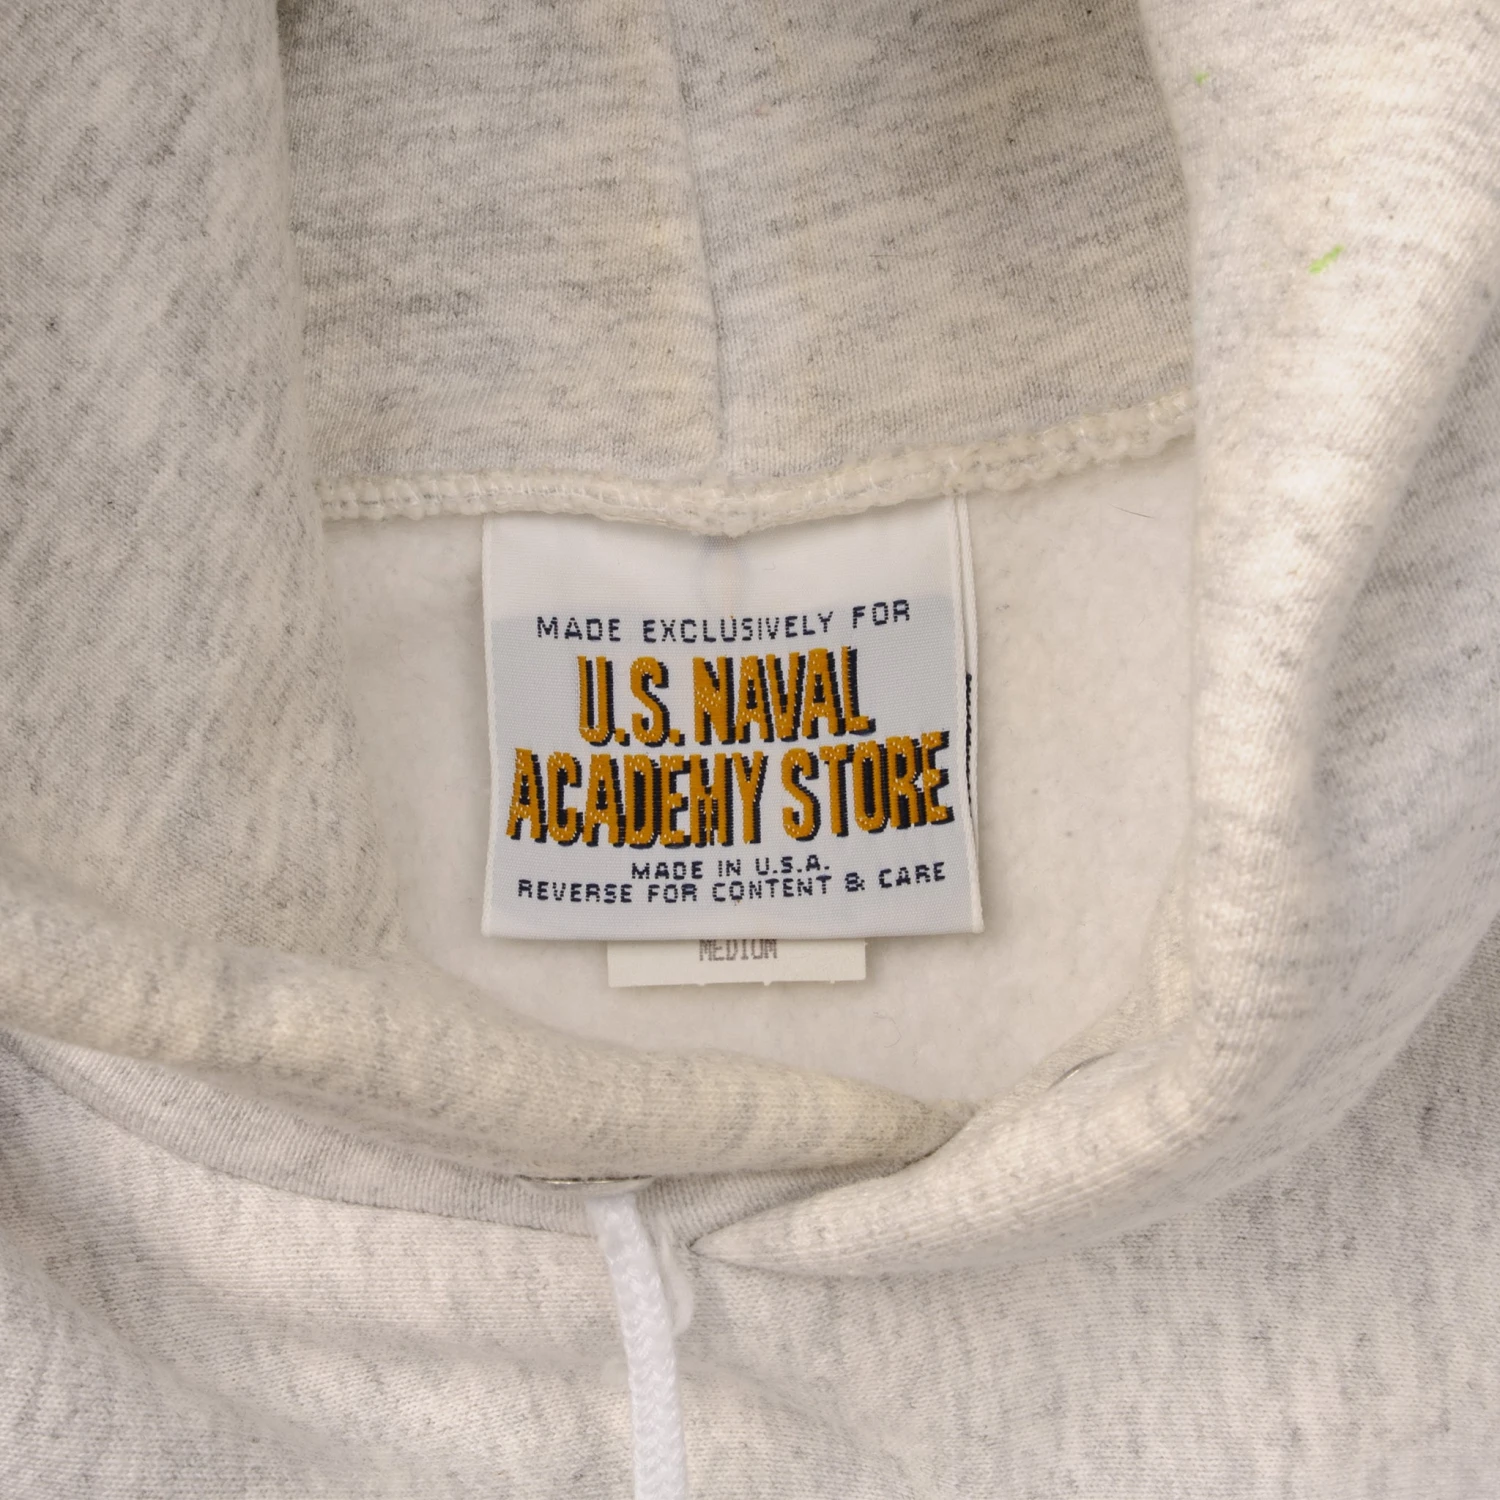 MADE EXCLUSIVELY FOR
U.S. NAVAL
ACADEMY STORE
MADE IN U.S.A.
REVERSE FOR CONTENT & CARE
MEDIUM